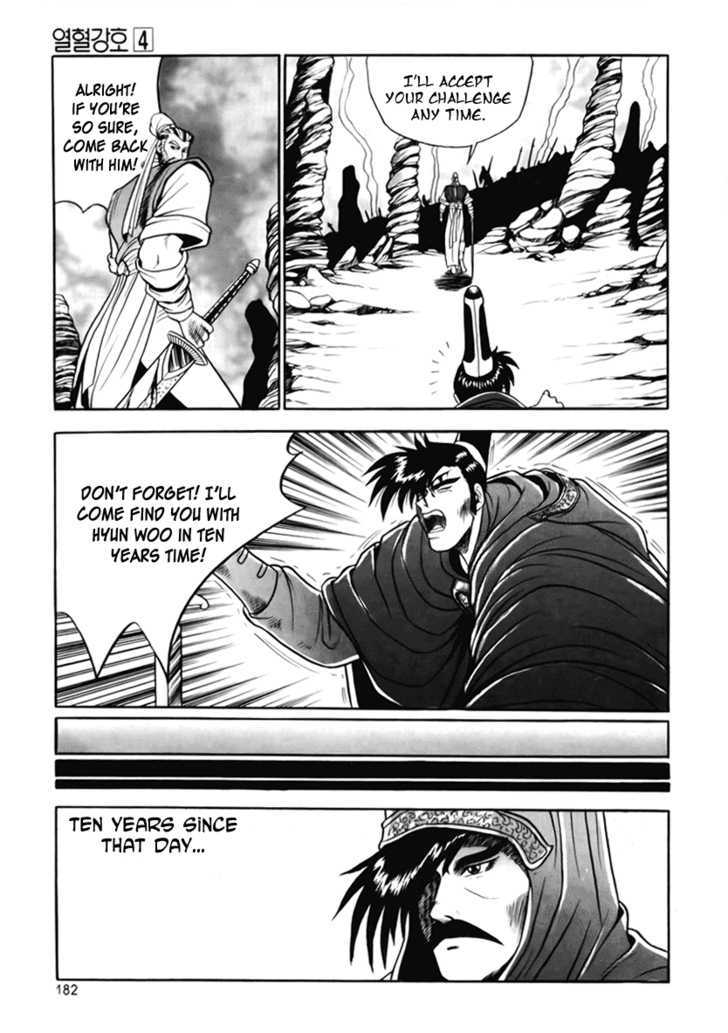 열혈강호 4
ALRIGHT!
IF YOU'RE
SO SURE,
COME BACK
WITH HIM!
I'LL ACCEPT
YOUR CHALLENGE
ANY TIME.
DON'T FORGET! I'LL
COME FIND YOU WITH
HYUN WOO IN TEN
YEARS TIME!
TEN YEARS SINCE
THAT DAY...
182